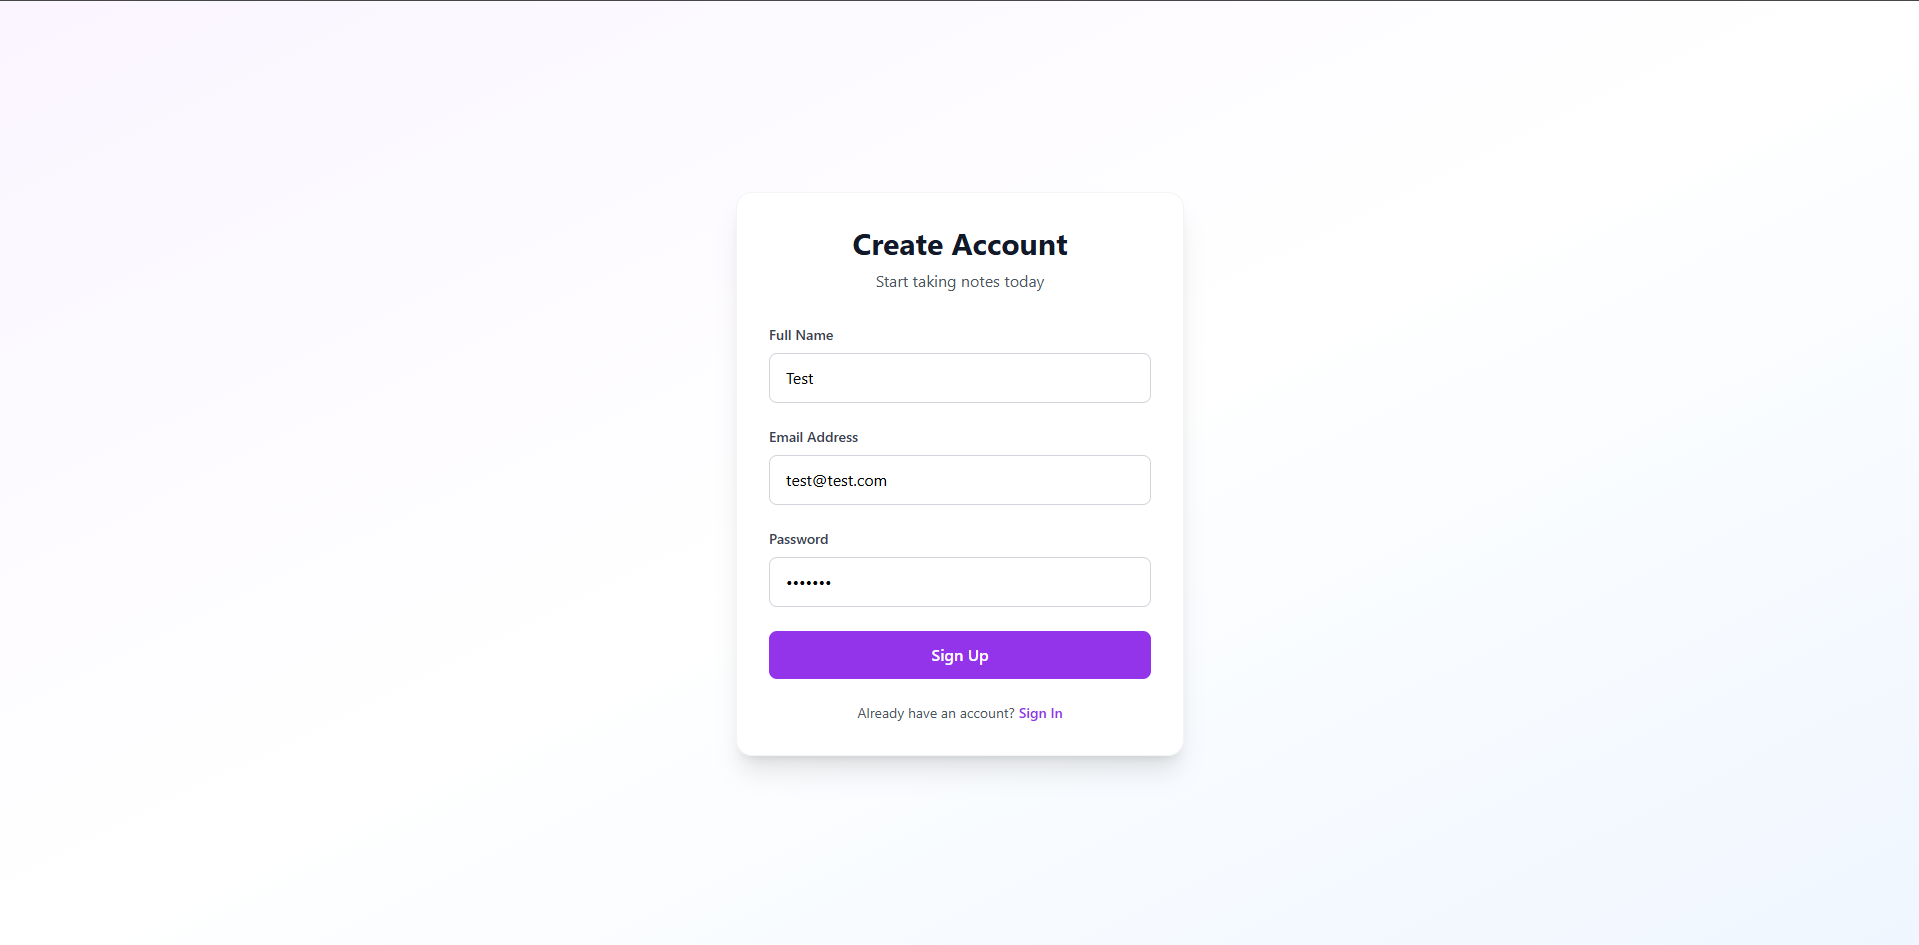 Create Account
Start taking notes today
Full Name
Test
Email Address
test@test.com
Password
•••••••
Sign Up
Already have an account? Sign In